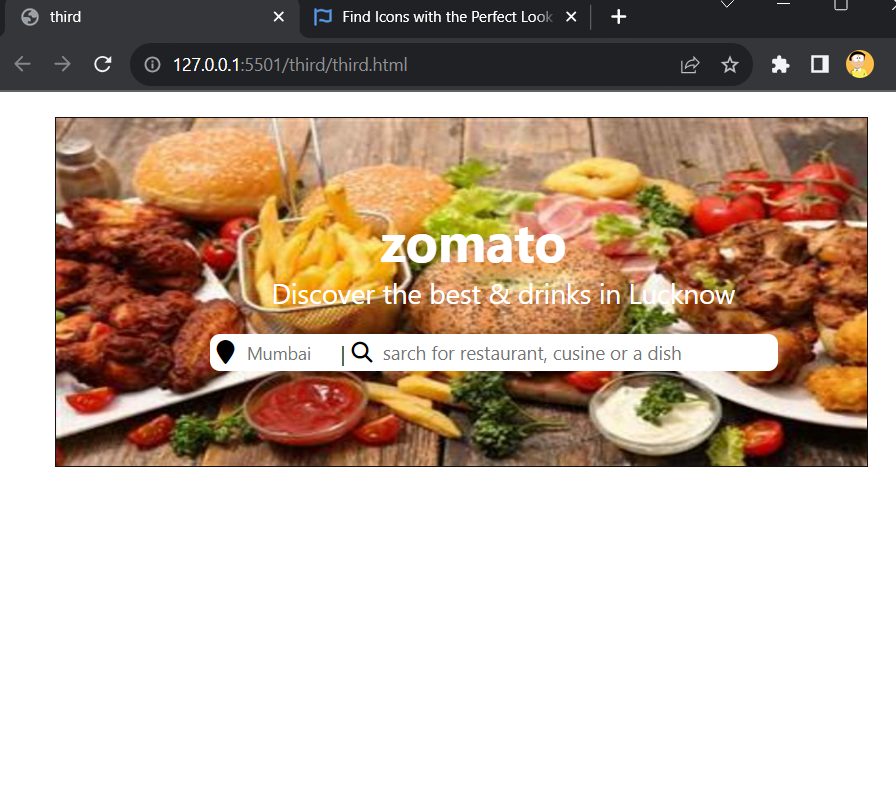 third
Find Icons with the Perfect Look
127.0.0.1:5501/third/third.html
zomato
Discover the best & drinks in Lucknow
Mumbai | sarch for restaurant, cusine or a dish